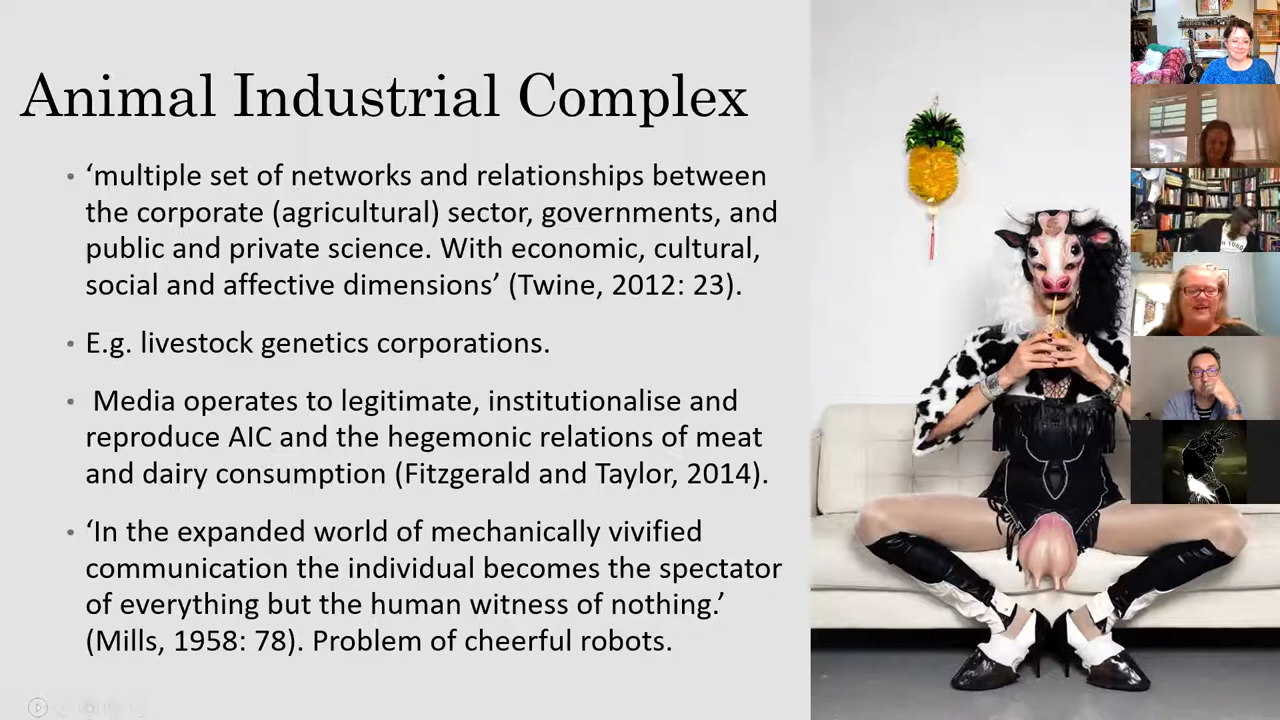 Animal Industrial Complex
• ‘multiple set of networks and relationships between
the corporate (agricultural) sector, governments, and
public and private science. With economic, cultural,
social and affective dimensions’ (Twine, 2012: 23).
• E.g. livestock genetics corporations.
• Media operates to legitimate, institutionalise and
reproduce AIC and the hegemonic relations of meat
and dairy consumption (Fitzgerald and Taylor, 2014).
• ‘In the expanded world of mechanically vivified
communication the individual becomes the spectator
of everything but the human witness of nothing.’
(Mills, 1958: 78). Problem of cheerful robots.